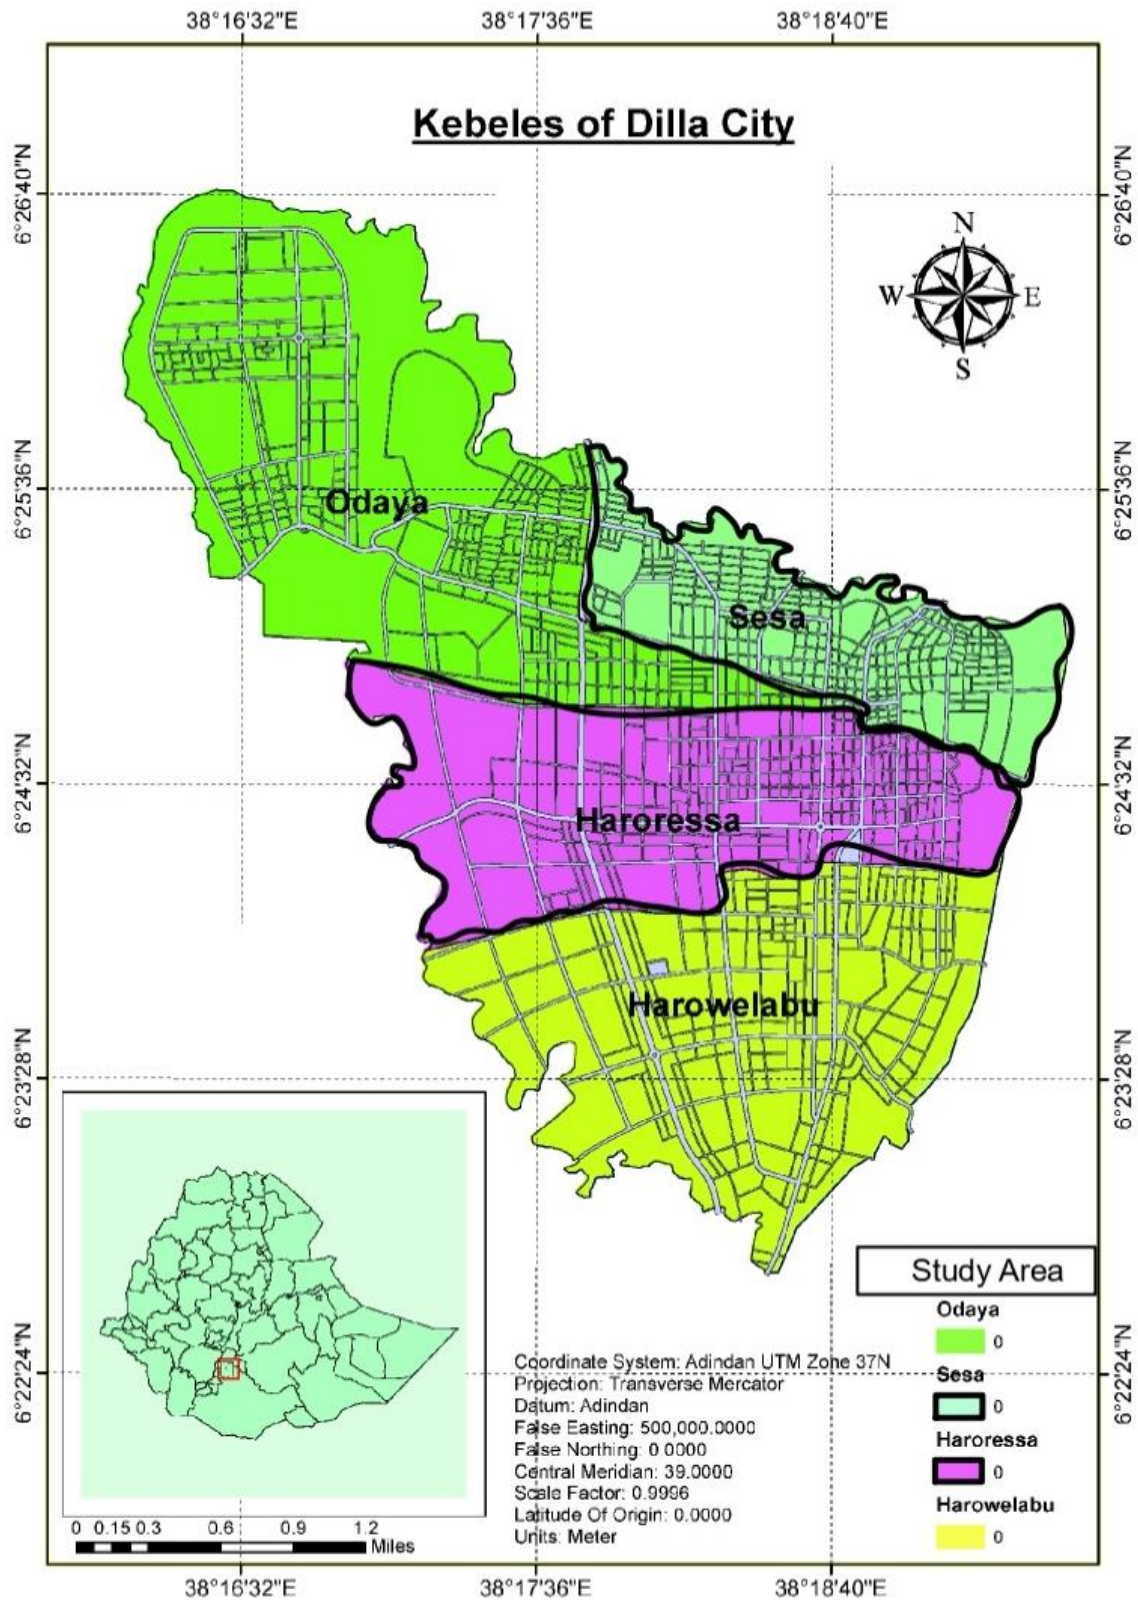 38°16'32"E 38°17'36"E 38°18'40"E
Kebeles of Dilla City
6°26'40"N 6°26'40"N
N
W E
S
6°25'36"N 6°25'36"N
Odaya
Sesa
6°24'32"N 6°24'32"N
Haroressa
Harowelabu
6°23'28"N 6°23'28"N
Study Area
Odaya
0
Sesa
0
Haroressa
0
Harowelabu
0
6°22'24"N 6°22'24"N
Coordinate System: Adindan UTM Zone 37N
Projection: Transverse Mercator
Datum: Adindan
False Easting: 500,000.0000
False Northing: 0.0000
Central Meridian: 39.0000
Scale Factor: 0.9996
Latitude Of Origin: 0.0000
Units: Meter
0 0.15 0.3 0.6 0.9 1.2
Miles
38°16'32"E 38°17'36"E 38°18'40"E